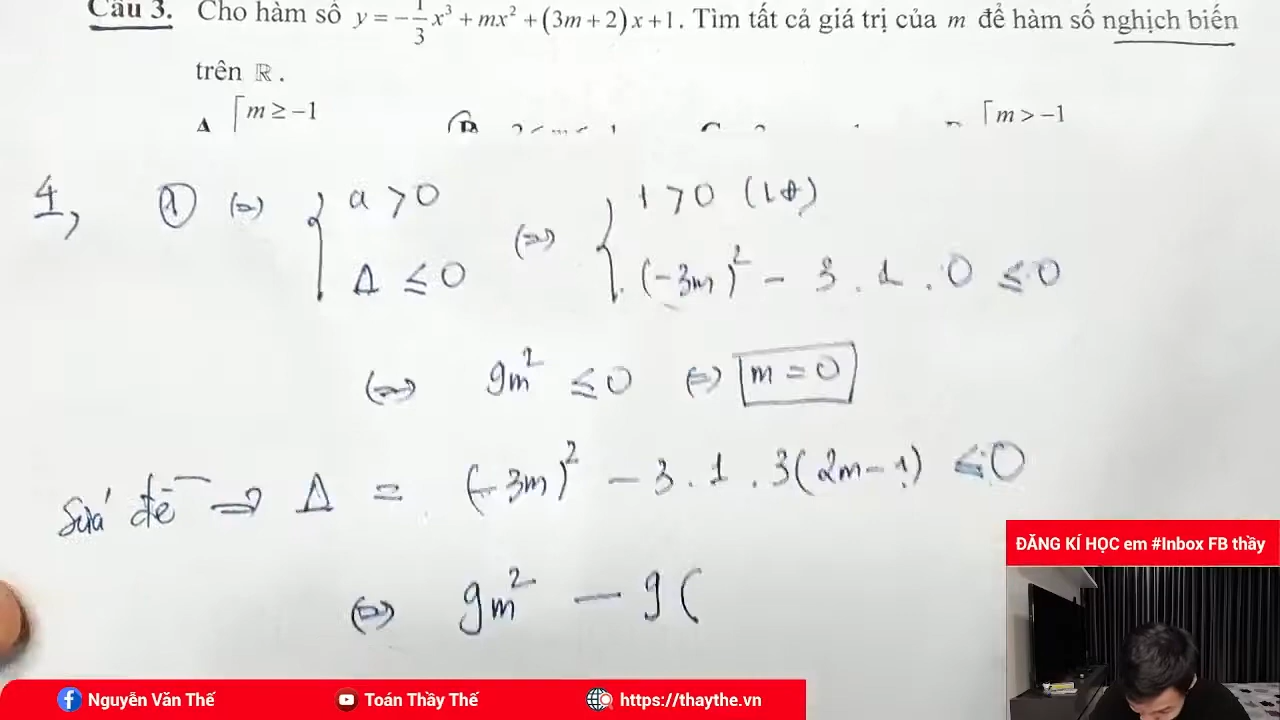 Câu 3. Cho hàm số y = -1/3 x³ + mx² + (3m + 2)x + 1. Tìm tất cả giá trị của m để hàm số nghịch biến
trên ℝ.
[m ≥ -1
[m > -1
4, ① (=) { a > 0 (=) { 1 > 0 (Lđ)
Δ ≤ 0 (-3m)² - 3 . 1 . 0 ≤ 0
(=) 9m² ≤ 0 (=) m = 0
Sửa đề => Δ = (-3m)² - 3 . 1 . 3(2m - 1) ≤ 0
(=) 9m² - 9(
ĐĂNG KÍ HỌC em #Inbox FB thầy
Nguyễn Văn Thế Toán Thầy Thế https://thaythe.vn